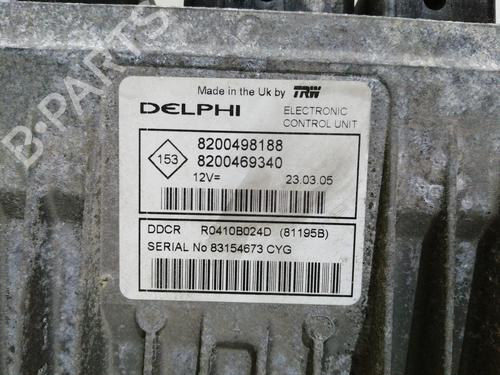 B-PARTS
Made in the Uk by TRW
DELPHI
ELECTRONIC
CONTROL UNIT
153
8200498188
8200469340
12V= 23.03.05
DDCR R0410B024D (81195B)
SERIAL No 83154673 CYG